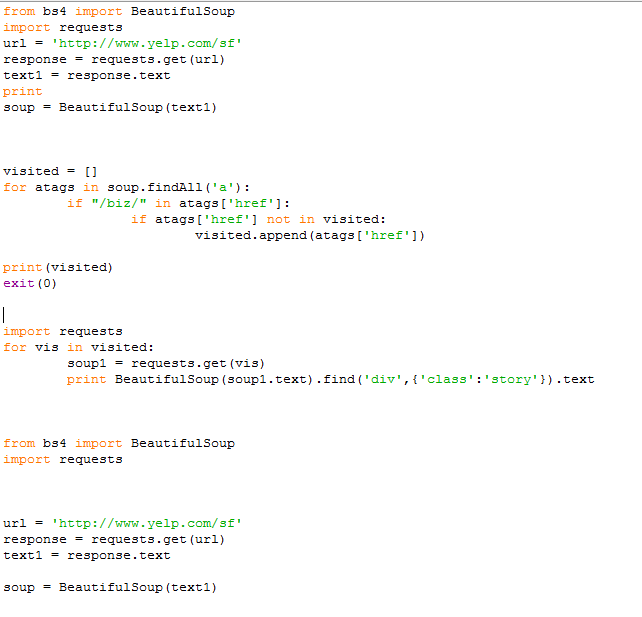 from bs4 import BeautifulSoup
import requests
url = 'http://www.yelp.com/sf'
response = requests.get(url)
text1 = response.text
print
soup = BeautifulSoup(text1)
visited = []
for atags in soup.findAll('a'):
        if "/biz/" in atags['href']:
                if atags['href'] not in visited:
                        visited.append(atags['href'])
print(visited)
exit(0)
import requests
for vis in visited:
        soup1 = requests.get(vis)
        print BeautifulSoup(soup1.text).find('div',{'class':'story'}).text
from bs4 import BeautifulSoup
import requests
url = 'http://www.yelp.com/sf'
response = requests.get(url)
text1 = response.text
soup = BeautifulSoup(text1)